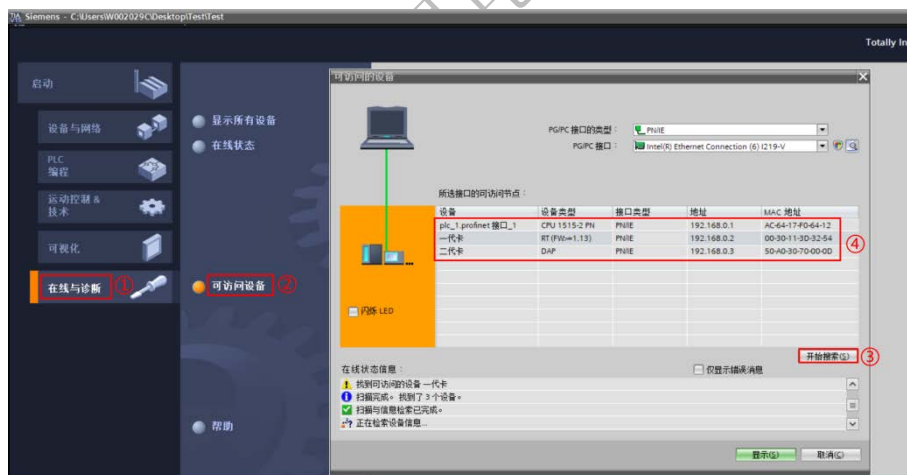 Siemens - C:\Users\W002029C\Desktop\Test\Test
Totally In
启动
设备与网络
PLC
编程
运动控制 &
技术
可视化
在线与诊断 ①
显示所有设备
在线状态
可访问设备 ②
帮助
可访问的设备
PG/PC 接口的类型：
PN/IE
PG/PC 接口：
Intel(R) Ethernet Connection (6) I219-V
所选接口的可访问节点：
设备 设备类型 接口类型 地址 MAC 地址
plc_1.profinet 接口_1 CPU 1515-2 PN PN/IE 192.168.0.1 AC-64-17-F0-64-12
一代卡 RT (FW>=1.13) PN/IE 192.168.0.2 00-30-11-3D-32-64
二代卡 DAP PN/IE 192.168.0.3 50-A0-30-70-00-0D
④
闪烁 LED
开始搜索(S) ③
在线状态信息：
仅显示错误消息
找到可访问的设备 一代卡
扫描完成。找到了 3 个设备。
扫描与信息检索已完成。
正在检索设备信息...
显示(S)
取消(C)